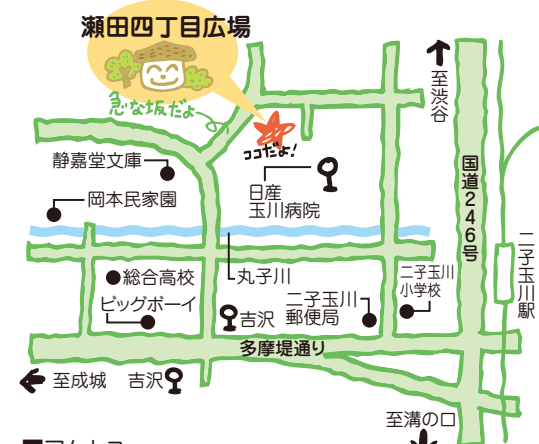 瀬田四丁目広場
急な坂だよ
ココだよ!
至渋谷
静嘉堂文庫
岡本民家園
日産
玉川病院
国道246号
二子玉川駅
丸子川
総合高校
ビッグボーイ
吉沢
二子玉川
郵便局
二子玉川
小学校
多摩堤通り
至成城
吉沢
至溝の口